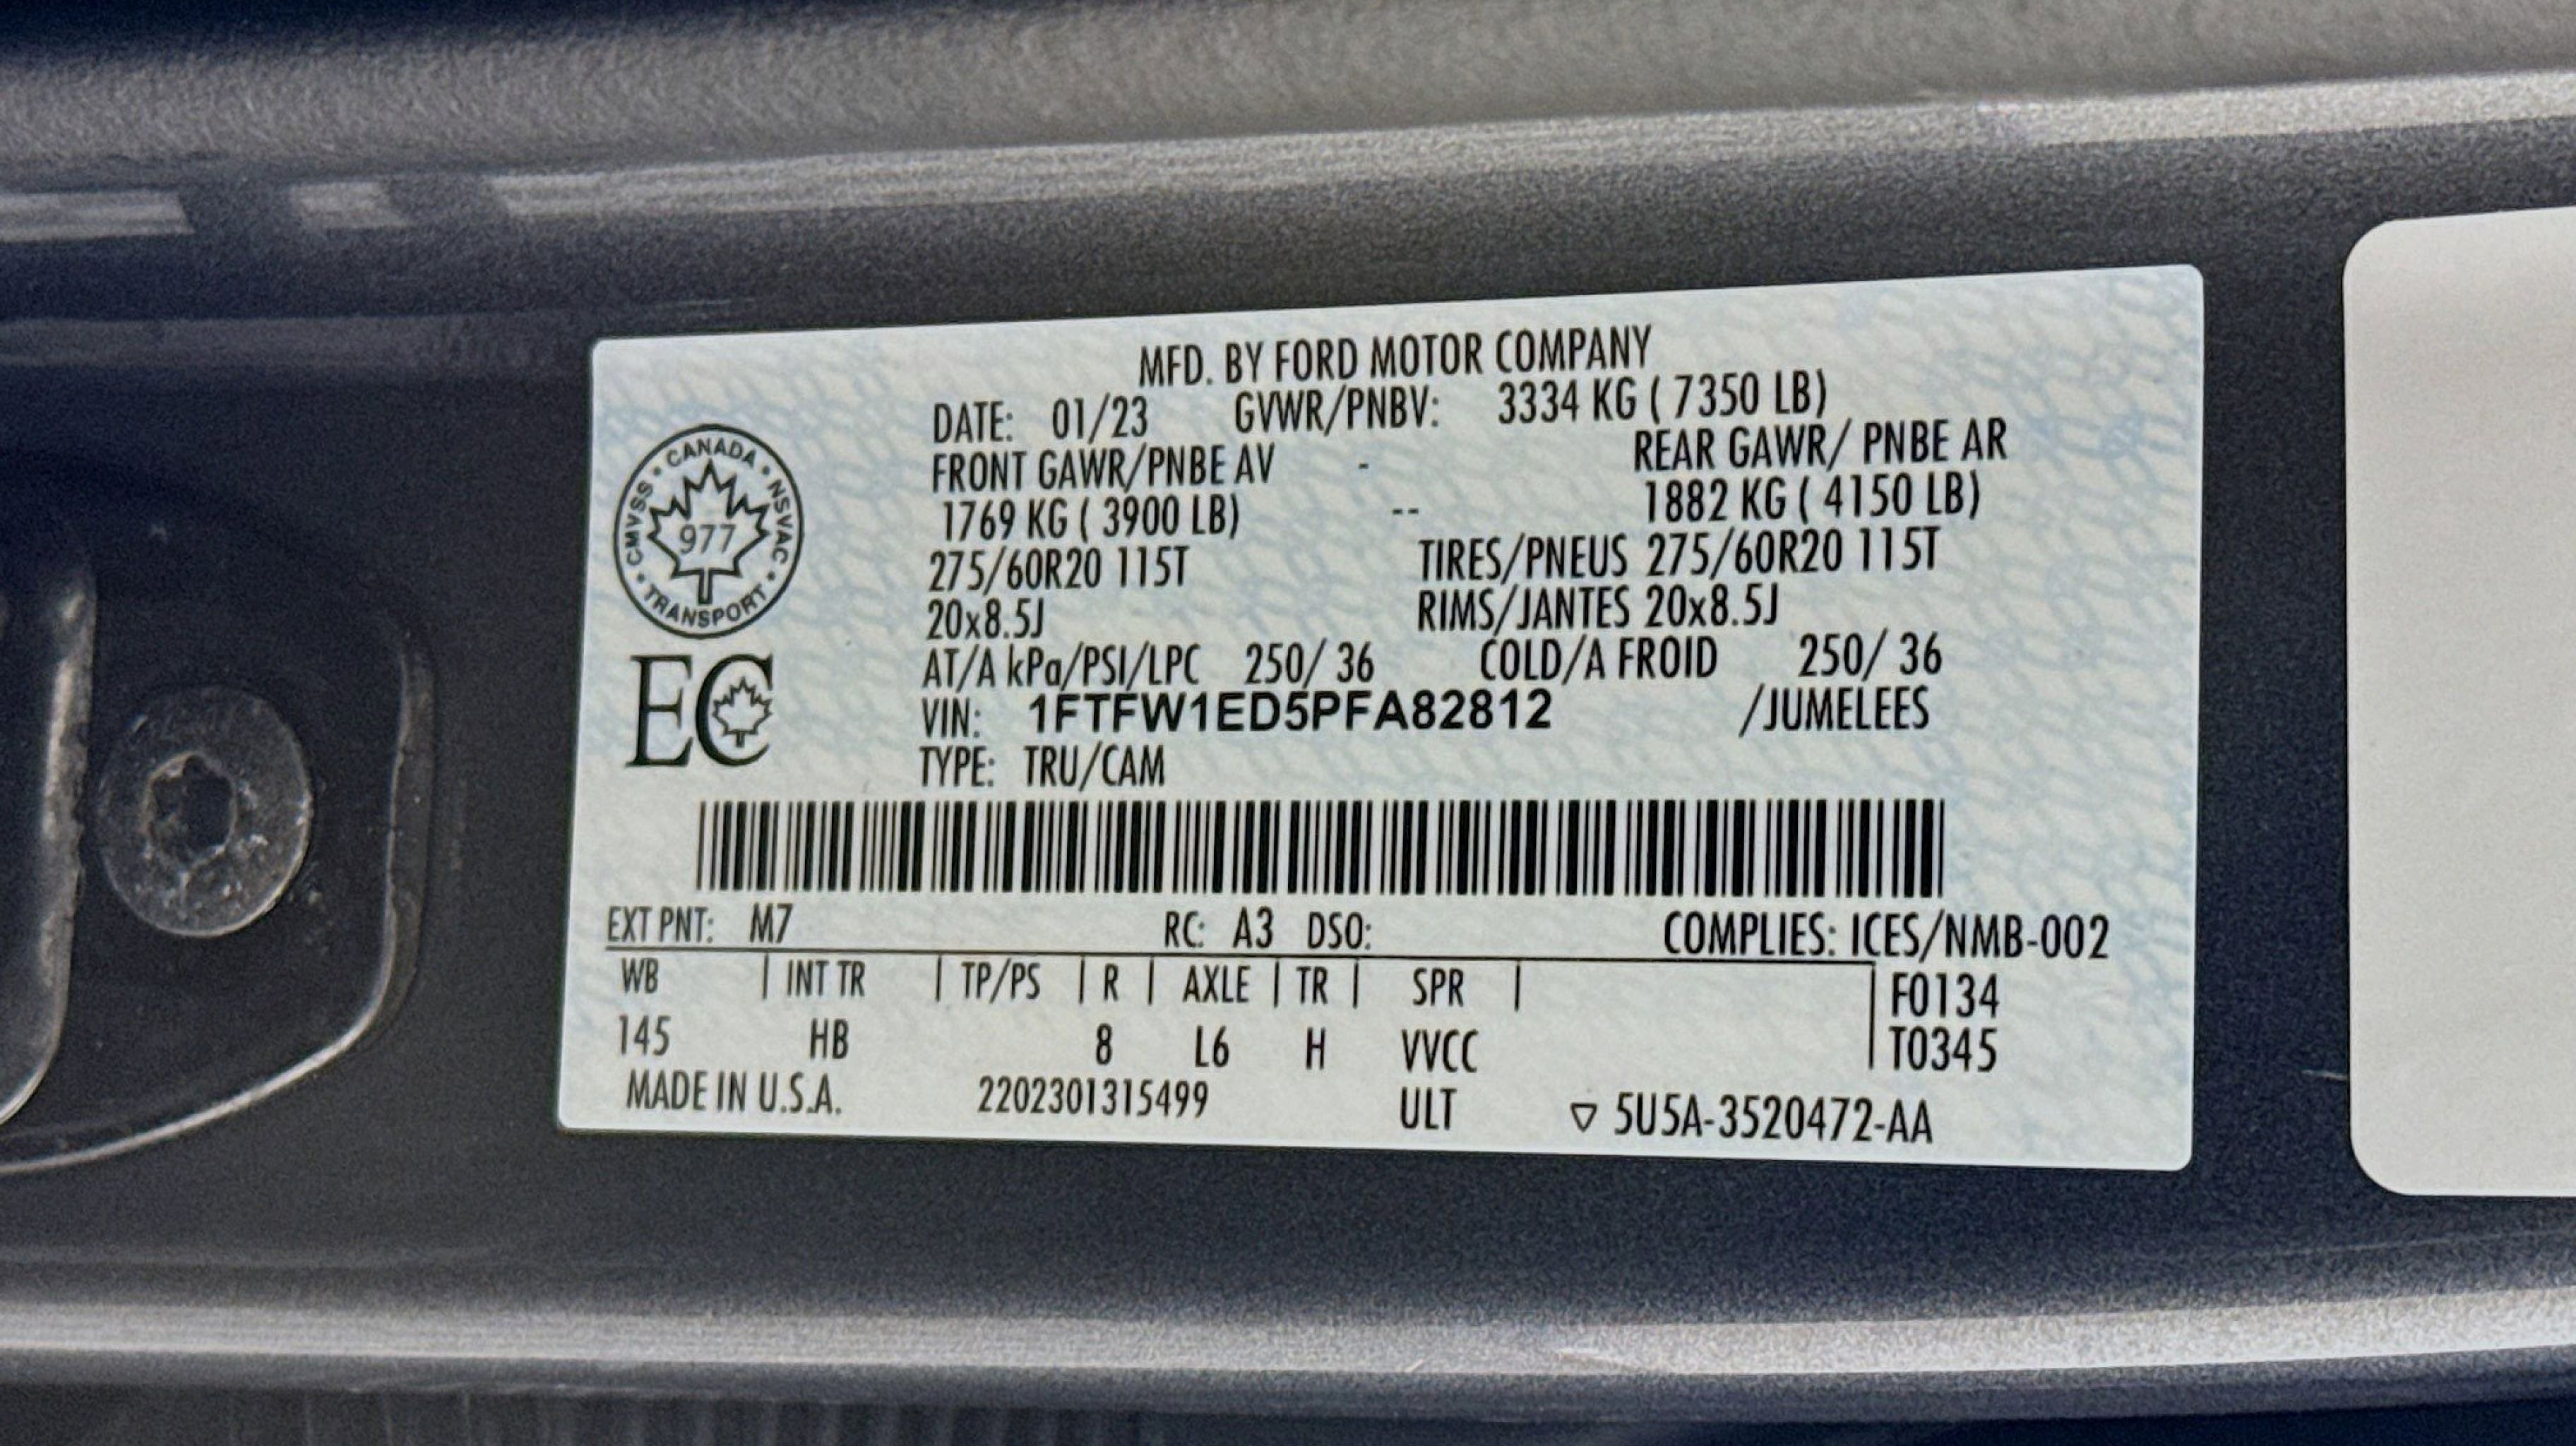 MFD. BY FORD MOTOR COMPANY
DATE: 01/23 GVWR/PNBV: 3334 KG ( 7350 LB)
FRONT GAWR/PNBE AV - REAR GAWR/ PNBE AR
1769 KG ( 3900 LB) -- 1882 KG ( 4150 LB)
275/60R20 115T TIRES/PNEUS 275/60R20 115T
20x8.5J RIMS/JANTES 20x8.5J
AT/A kPa/PSI/LPC 250/ 36 COLD/A FROID 250/ 36
VIN: 1FTFW1ED5PFA82812 /JUMELEES
TYPE: TRU/CAM
CANADA • NSVAC • TRANSPORT • CMVSS •
977
EC
EXT PNT: M7 RC: A3 DSO: COMPLIES: ICES/NMB-002
WB | INT TR | TP/PS | R | AXLE | TR | SPR | F0134
145 HB 8 L6 H VVCC T0345
MADE IN U.S.A. 2202301315499 ULT ▽ 5U5A-3520472-AA